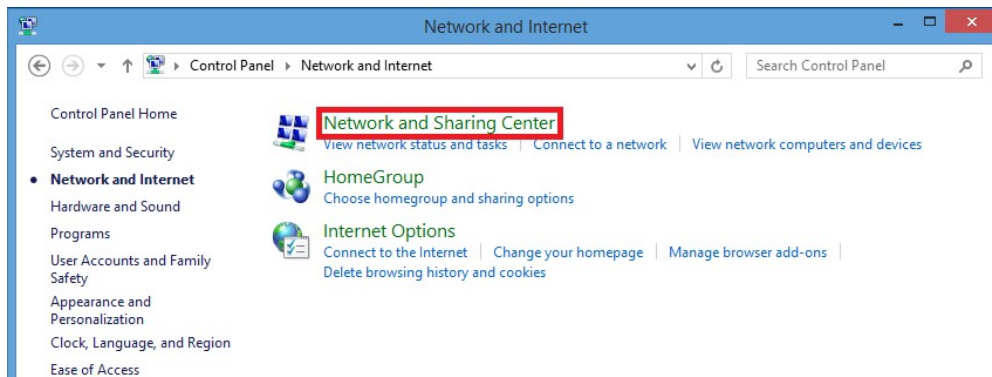 Network and Internet
Control Panel Network and Internet
Search Control Panel
Control Panel Home
System and Security
Network and Internet
Hardware and Sound
Programs
User Accounts and Family
Safety
Appearance and
Personalization
Clock, Language, and Region
Ease of Access
Network and Sharing Center
View network status and tasks Connect to a network View network computers and devices
HomeGroup
Choose homegroup and sharing options
Internet Options
Connect to the Internet Change your homepage Manage browser add-ons
Delete browsing history and cookies